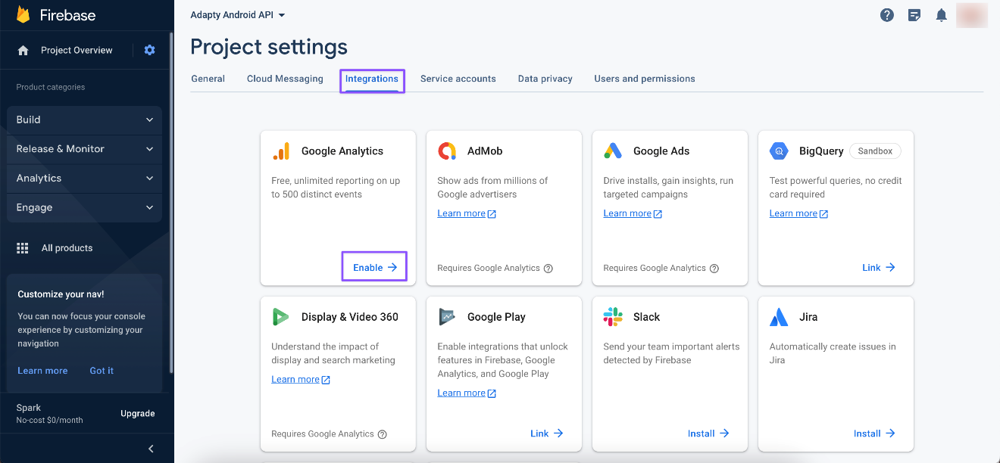 Firebase
Project Overview
Product categories
Build
Release & Monitor
Analytics
Engage
All products
Customize your nav!
You can now focus your console
experience by customizing your
navigation
Learn more Got it
Spark
No-cost $0/month
Upgrade
Adapty Android API
Project settings
General Cloud Messaging Integrations Service accounts Data privacy Users and permissions
Google Analytics
Free, unlimited reporting on up
to 500 distinct events
Enable
AdMob
Show ads from millions of
Google advertisers
Learn more
Requires Google Analytics
Google Ads
Drive installs, gain insights, run
targeted campaigns
Learn more
Requires Google Analytics
BigQuery Sandbox
Test powerful queries, no credit
card required
Learn more
Link
Display & Video 360
Understand the impact of
display and search marketing
Learn more
Requires Google Analytics
Google Play
Enable integrations that unlock
features in Firebase, Google
Analytics, and Google Play
Learn more
Link
Slack
Send your team important alerts
detected by Firebase
Install
Jira
Automatically create issues in
Jira
Install